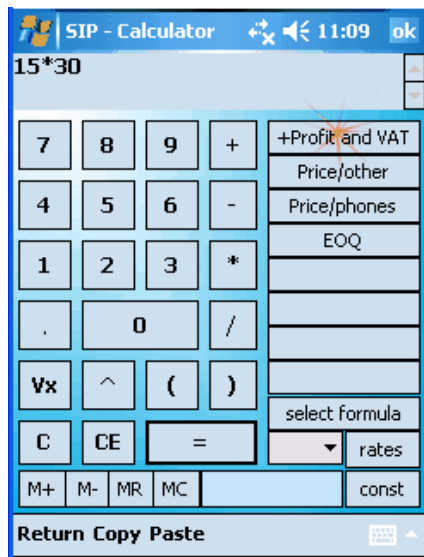 SIP - Calculator 11:09 ok
15*30
7 8 9 + +Profit and VAT
Price/other
4 5 6 - Price/phones
EOQ
1 2 3 *
. 0 /
Vx ^ ( )
select formula
C CE = rates
M+ M- MR MC const
Return Copy Paste